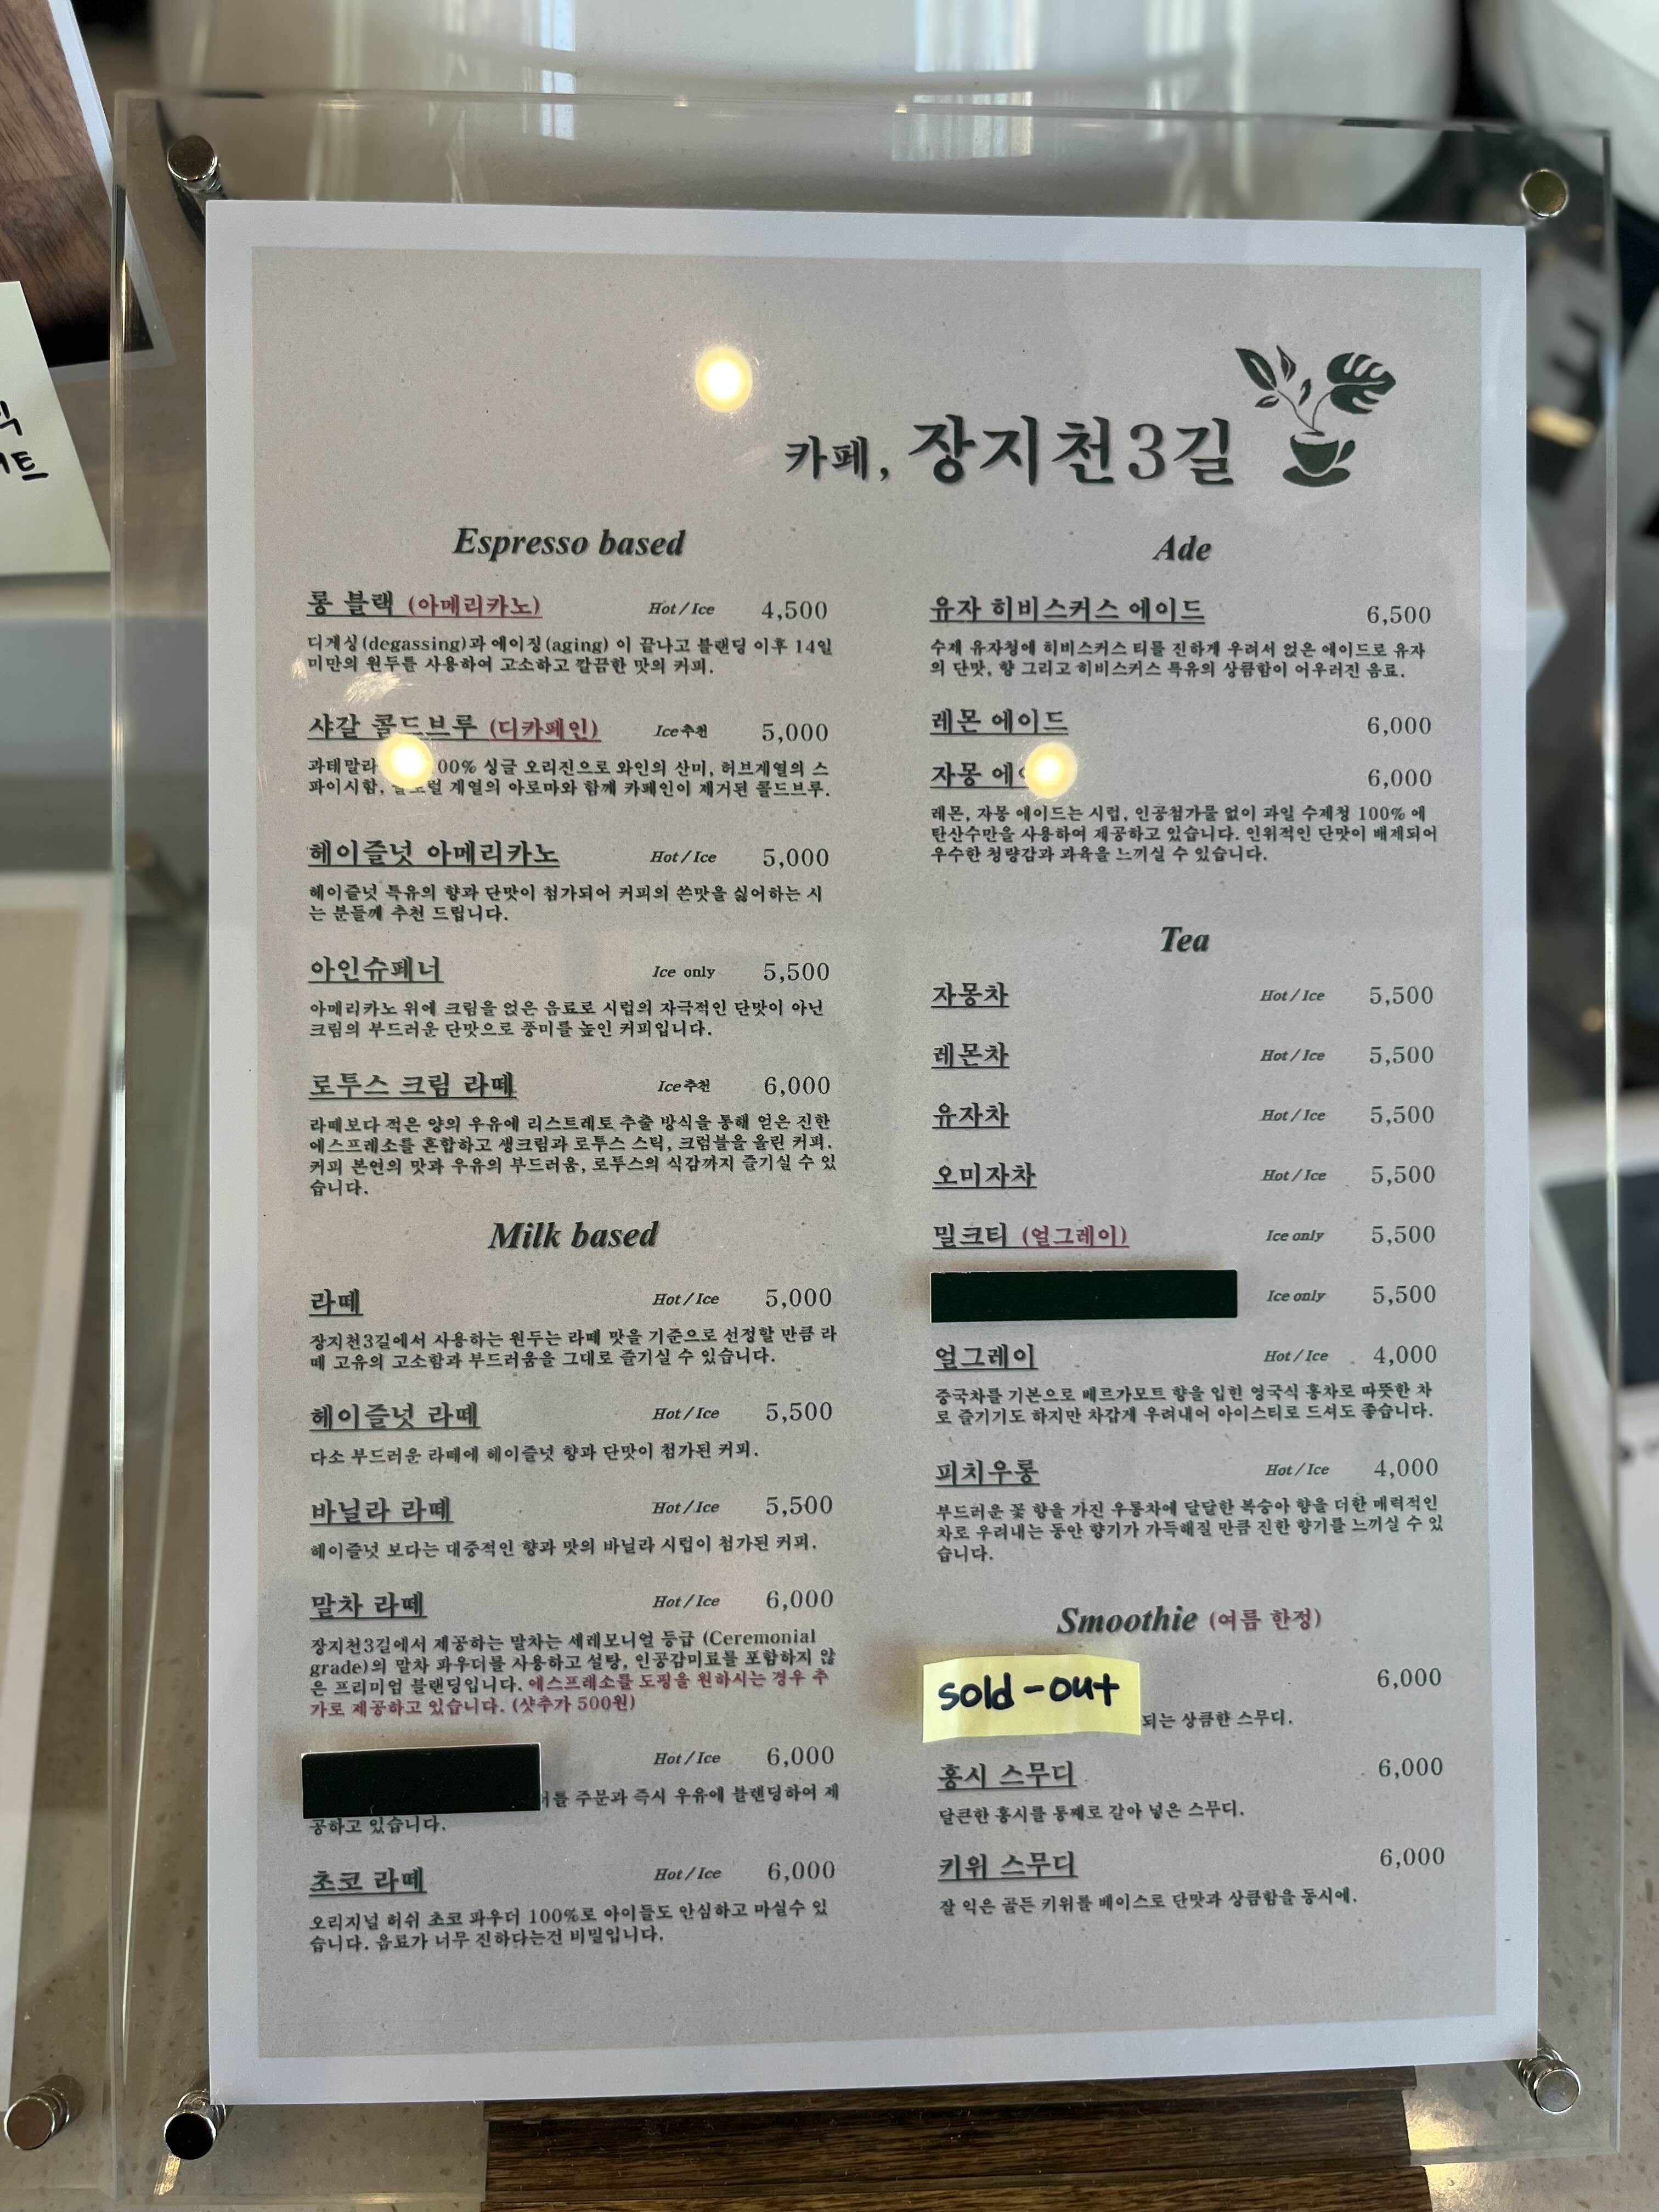 카페, 장지천3길
Espresso based
롱 블랙 (아메리카노) Hot / Ice 4,500
디게싱(degassing)과 에이징(aging) 이 끝나고 블랜딩 이후 14일
미만의 원두를 사용하여 고소하고 깔끔한 맛의 커피.
샤갈 콜드브루 (디카페인) Ice추천 5,000
과테말라 00% 싱글 오리진으로 와인의 산미, 허브계열의 스
파이시함, 계열의 아로마와 함께 카페인이 제거된 콜드브루.
헤이즐넛 아메리카노 Hot / Ice 5,000
헤이즐넛 특유의 향과 단맛이 첨가되어 커피의 쓴맛을 싫어하는 시
는 분들께 추천 드립니다.
아인슈페너 Ice only 5,500
아메리카노 위에 크림을 얹은 음료로 시럽의 자극적인 단맛이 아닌
크림의 부드러운 단맛으로 풍미를 높인 커피입니다.
로투스 크림 라떼 Ice추천 6,000
라떼보다 적은 양의 우유에 리스트레토 추출 방식을 통해 얻은 진한
에스프레소를 혼합하고 생크림과 로투스 스틱, 크럼블을 올린 커피.
커피 본연의 맛과 우유의 부드러움, 로투스의 식감까지 즐기실 수 있
습니다.
Milk based
라떼 Hot / Ice 5,000
장지천3길에서 사용하는 원두는 라떼 맛을 기준으로 선정할 만큼 라
떼 고유의 고소함과 부드러움을 그대로 즐기실 수 있습니다.
헤이즐넛 라떼 Hot / Ice 5,500
다소 부드러운 라떼에 헤이즐넛 향과 단맛이 첨가된 커피.
바닐라 라떼 Hot / Ice 5,500
헤이즐넛 보다는 대중적인 향과 맛의 바닐라 시럽이 첨가된 커피.
말차 라떼 Hot / Ice 6,000
장지천3길에서 제공하는 말차는 세레모니얼 등급 (Ceremonial
grade)의 말차 파우더를 사용하고 설탕, 인공감미료를 포함하지 않
은 프리미엄 블랜딩입니다. 에스프레소를 도핑을 원하시는 경우 추
가로 제공하고 있습니다. (샷추가 500원)
Hot / Ice 6,000
를 주문과 즉시 우유에 블랜딩하여 제
공하고 있습니다.
초코 라떼 Hot / Ice 6,000
오리지널 허쉬 초코 파우더 100%로 아이들도 안심하고 마실수 있
습니다. 음료가 너무 진하다는건 비밀입니다.
Ade
유자 히비스커스 에이드 6,500
수제 유자청에 히비스커스 티를 진하게 우려서 얹은 에이드로 유자
의 단맛, 향 그리고 히비스커스 특유의 상큼함이 어우러진 음료.
레몬 에이드 6,000
자몽 에 6,000
레몬, 자몽 에이드는 시럽, 인공첨가물 없이 과일 수제청 100% 에
탄산수만을 사용하여 제공하고 있습니다. 인위적인 단맛이 배제되어
우수한 청량감과 과육을 느끼실 수 있습니다.
Tea
자몽차 Hot / Ice 5,500
레몬차 Hot / Ice 5,500
유자차 Hot / Ice 5,500
오미자차 Hot / Ice 5,500
밀크티 (얼그레이) Ice only 5,500
Ice only 5,500
얼그레이 Hot / Ice 4,000
중국차를 기본으로 베르가모트 향을 입힌 영국식 홍차로 따뜻한 차
로 즐기기도 하지만 차갑게 우려내어 아이스티로 드셔도 좋습니다.
피치우롱 Hot / Ice 4,000
부드러운 꽃 향을 가진 우롱차에 달달한 복숭아 향을 더한 매력적인
차로 우려내는 동안 향기가 가득해질 만큼 진한 향기를 느끼실 수 있
습니다.
Smoothie (여름 한정)
sold-out 6,000
되는 상큼한 스무디.
홍시 스무디 6,000
달큰한 홍시를 통째로 갈아 넣은 스무디.
키위 스무디 6,000
잘 익은 골든 키위를 베이스로 단맛과 상큼함을 동시에.